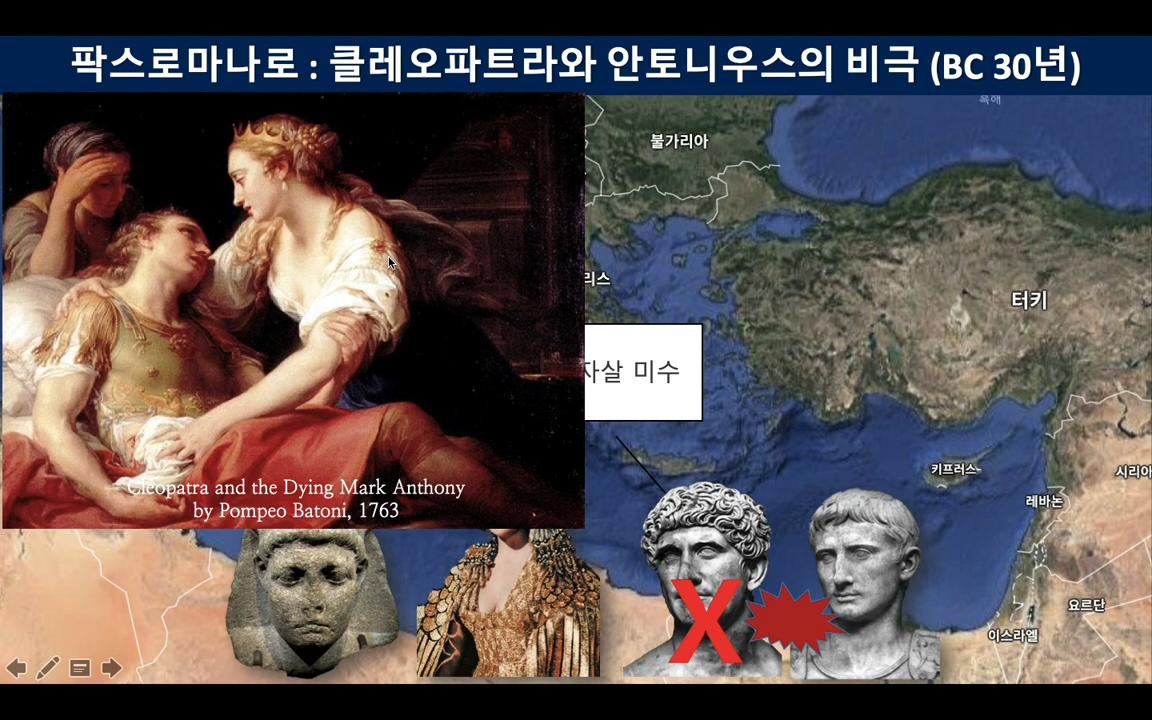 팍스로마나로 : 클레오파트라와 안토니우스의 비극 (BC 30년)
흑해
불가리아
리스
터키
자살 미수
키프러스
시리아
레바논
Cleopatra and the Dying Mark Anthony
by Pompeo Batoni, 1763
X
요르단
이스라엘